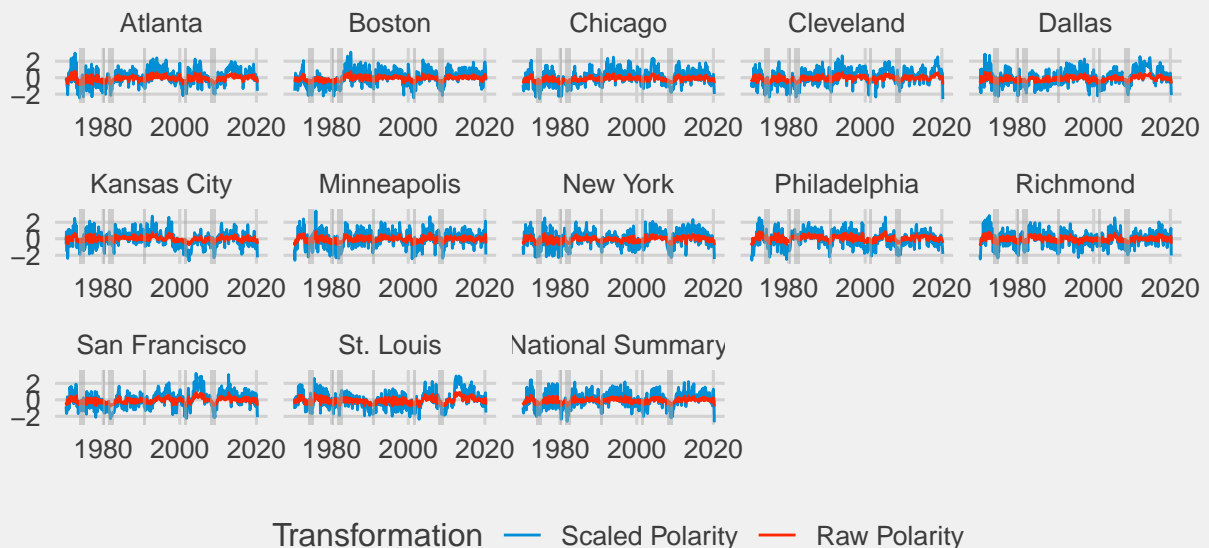 Atlanta Boston Chicago Cleveland Dallas
2
0
−2
1980 2000 2020 1980 2000 2020 1980 2000 2020 1980 2000 2020 1980 2000 2020
Kansas City Minneapolis New York Philadelphia Richmond
2
0
−2
1980 2000 2020 1980 2000 2020 1980 2000 2020 1980 2000 2020 1980 2000 2020
San Francisco St. Louis National Summary
2
0
−2
1980 2000 2020 1980 2000 2020 1980 2000 2020
Transformation Scaled Polarity Raw Polarity